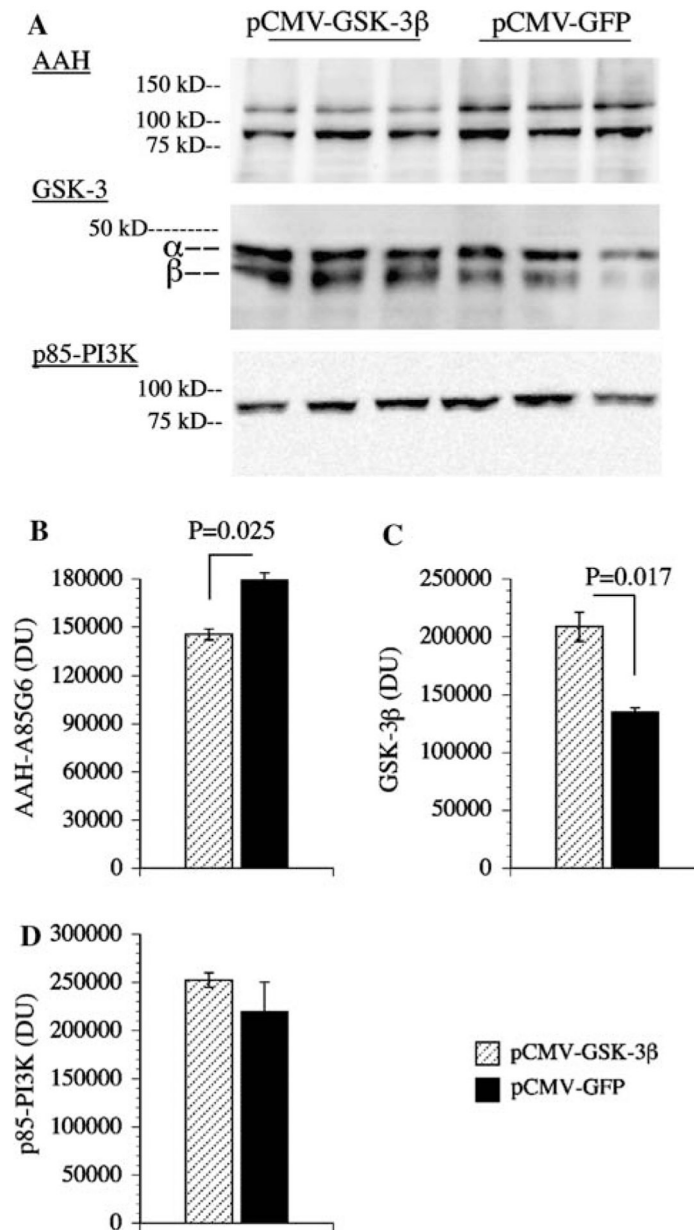 A
pCMV-GSK-3β pCMV-GFP
AAH
150 kD--
100 kD--
75 kD--
GSK-3
50 kD---------
α--
β--
p85-PI3K
100 kD--
75 kD--
B
P=0.025
AAH-A85G6 (DU)
180000
150000
120000
90000
60000
30000
0
C
P=0.017
GSK-3β (DU)
250000
200000
150000
100000
50000
0
D
p85-PI3K (DU)
300000
250000
200000
150000
100000
50000
0
pCMV-GSK-3β
pCMV-GFP